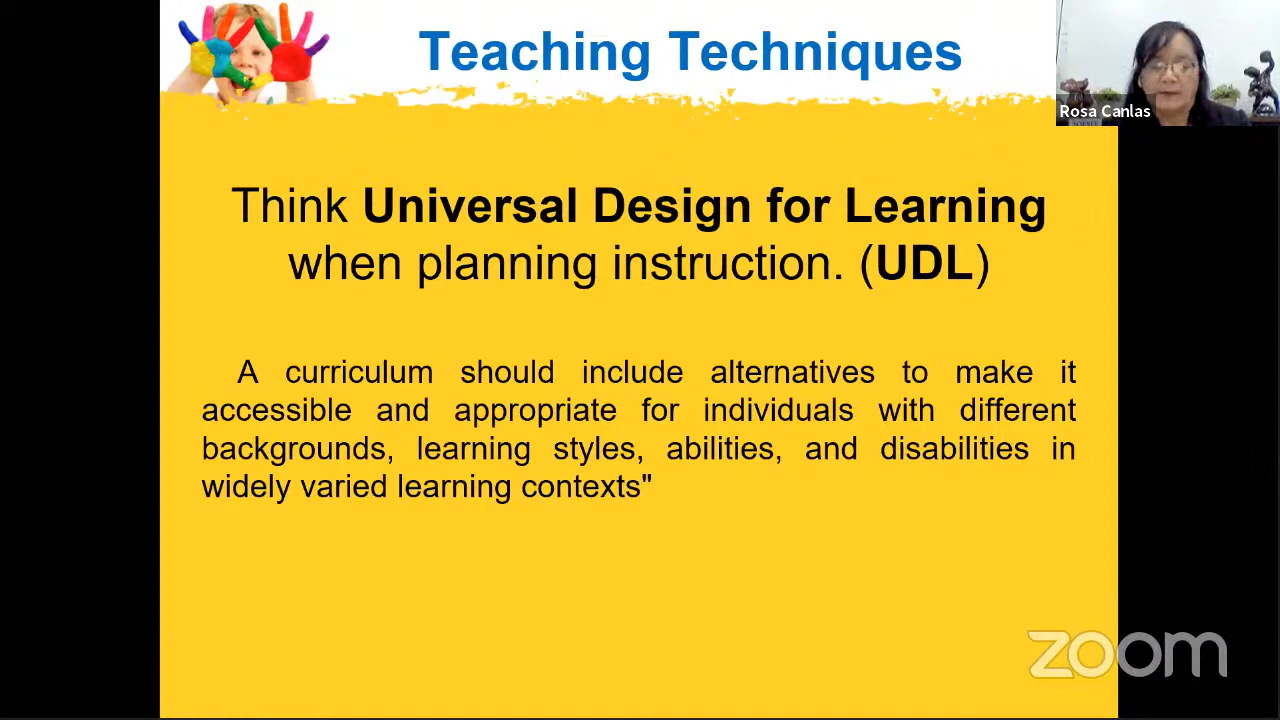 Teaching Techniques
Rosa Canlas
Think Universal Design for Learning
when planning instruction. (UDL)
A curriculum should include alternatives to make it
accessible and appropriate for individuals with different
backgrounds, learning styles, abilities, and disabilities in
widely varied learning contexts"
zoom